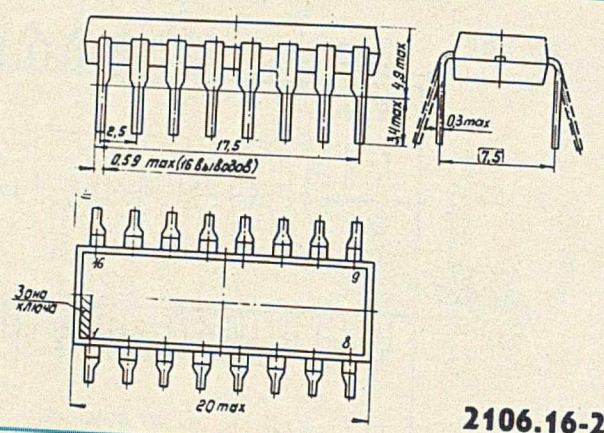 4,9 max
3,4 max
2,5
17,5
0,59 max (16 выводов)
0,3 max
7,5
16
9
Зона
ключа
1
8
20 max
2106.16-2